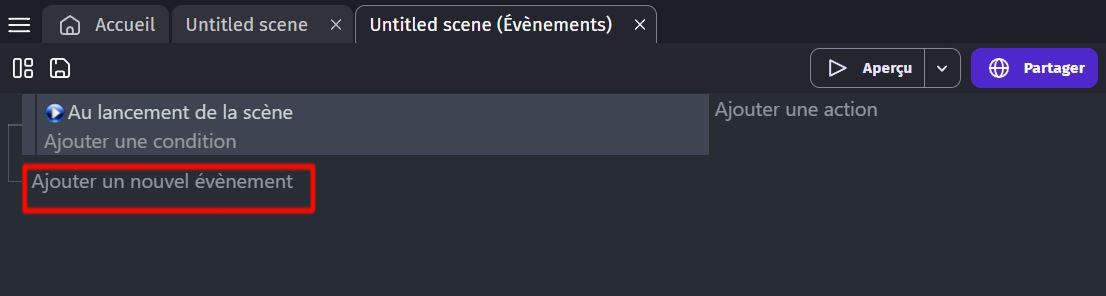 Accueil
Untitled scene
Untitled scene (Évènements)
Aperçu
Partager
Au lancement de la scène
Ajouter une action
Ajouter une condition
Ajouter un nouvel évènement